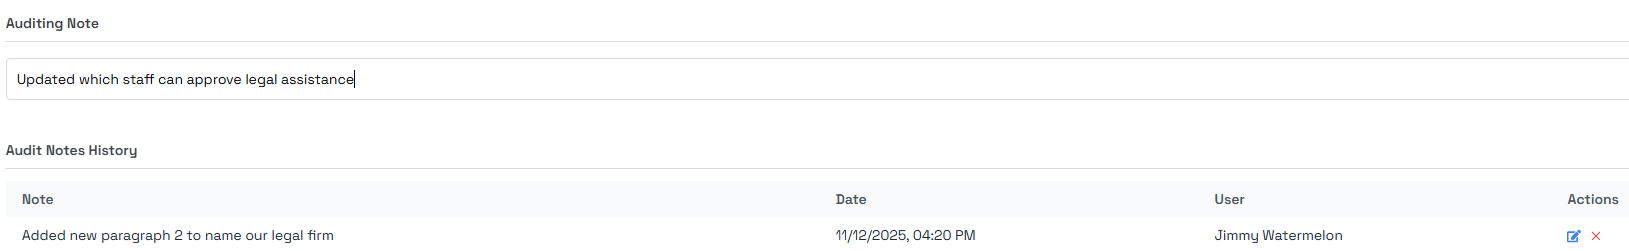 Auditing Note
Updated which staff can approve legal assistance
Audit Notes History
Note Date User Actions
Added new paragraph 2 to name our legal firm 11/12/2025, 04:20 PM Jimmy Watermelon